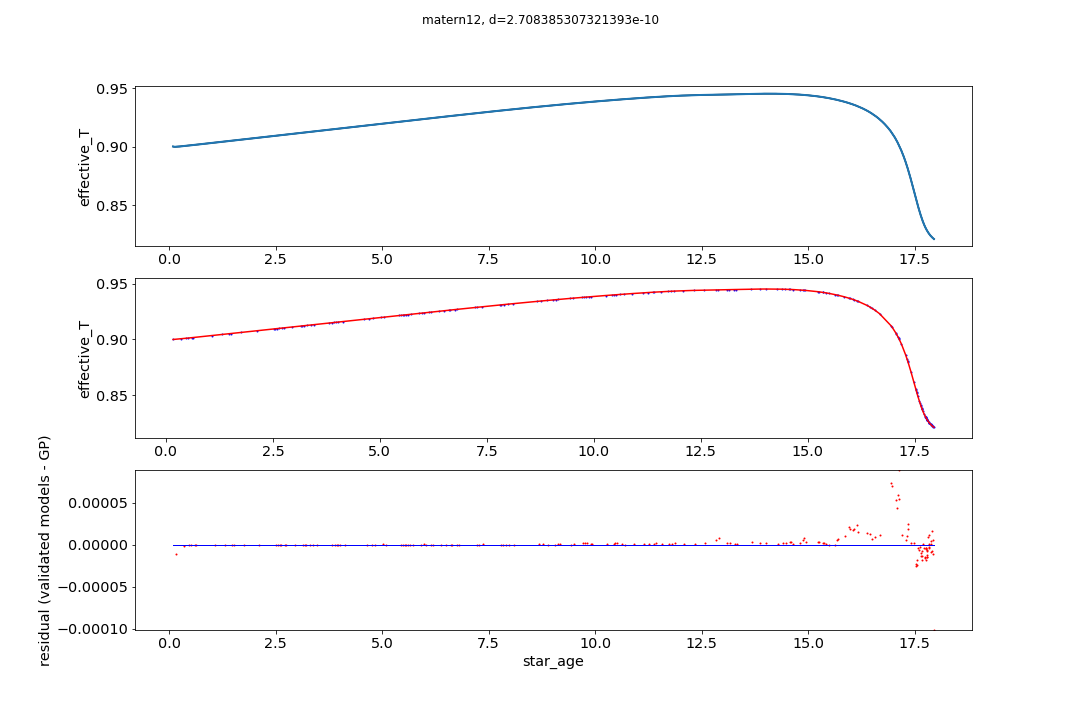 matern12, d=2.708385307321393e-10
0.95
0.90
0.85
effective_T
0.0 2.5 5.0 7.5 10.0 12.5 15.0 17.5
0.95
0.90
0.85
effective_T
0.0 2.5 5.0 7.5 10.0 12.5 15.0 17.5
0.00005
0.00000
−0.00005
−0.00010
residual (validated models - GP)
0.0 2.5 5.0 7.5 10.0 12.5 15.0 17.5
star_age